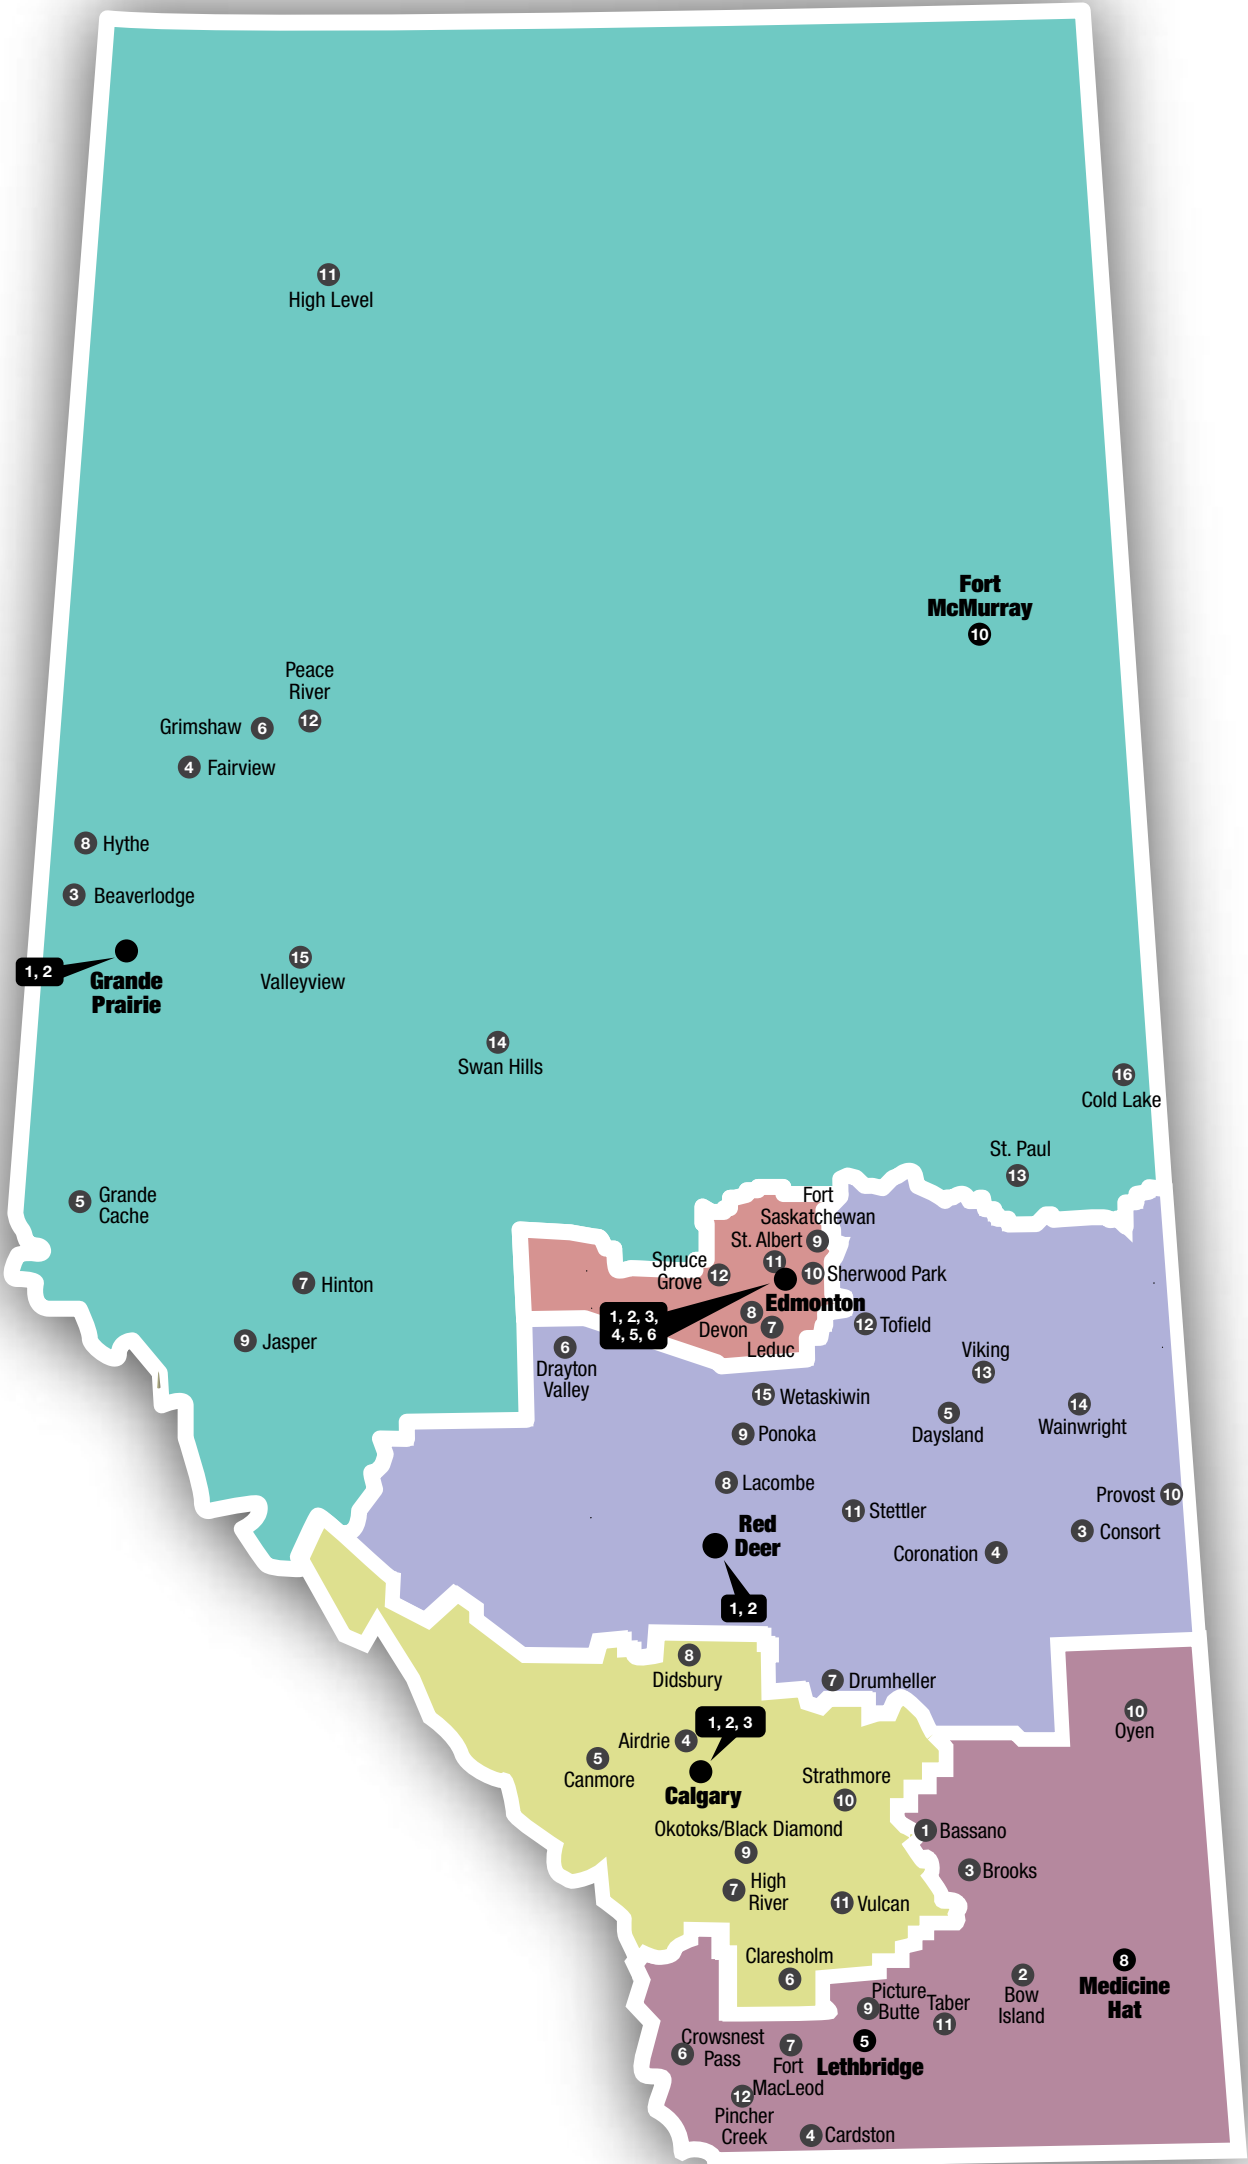 11
High Level
Fort
McMurray
10
Peace
River
12
Grimshaw 6
4 Fairview
8 Hythe
3 Beaverlodge
1, 2
Grande
Prairie
15
Valleyview
14
Swan Hills
16
Cold Lake
St. Paul
13
5 Grande
Cache
7 Hinton
9 Jasper
Fort
Saskatchewan
9
St. Albert
11
Spruce
Grove 12
10 Sherwood Park
Edmonton
1, 2, 3,
4, 5, 6
8
Devon
7
Leduc
12 Tofield
6
Drayton
Valley
Viking
13
15 Wetaskiwin
5
Daysland
14
Wainwright
9 Ponoka
8 Lacombe
Provost 10
11 Stettler
3 Consort
Red
Deer
Coronation 4
1, 2
8
Didsbury
7 Drumheller
10
Oyen
1, 2, 3
Airdrie 4
5
Canmore
Calgary
Strathmore
10
Okotoks/Black Diamond
9
1 Bassano
3 Brooks
7 High
River
11 Vulcan
Claresholm
6
8
Medicine
Hat
2
Bow
Island
Picture
9 Butte
Taber
11
Crowsnest
6 Pass
7
Fort
MacLeod
5
Lethbridge
12
Pincher
Creek
4 Cardston